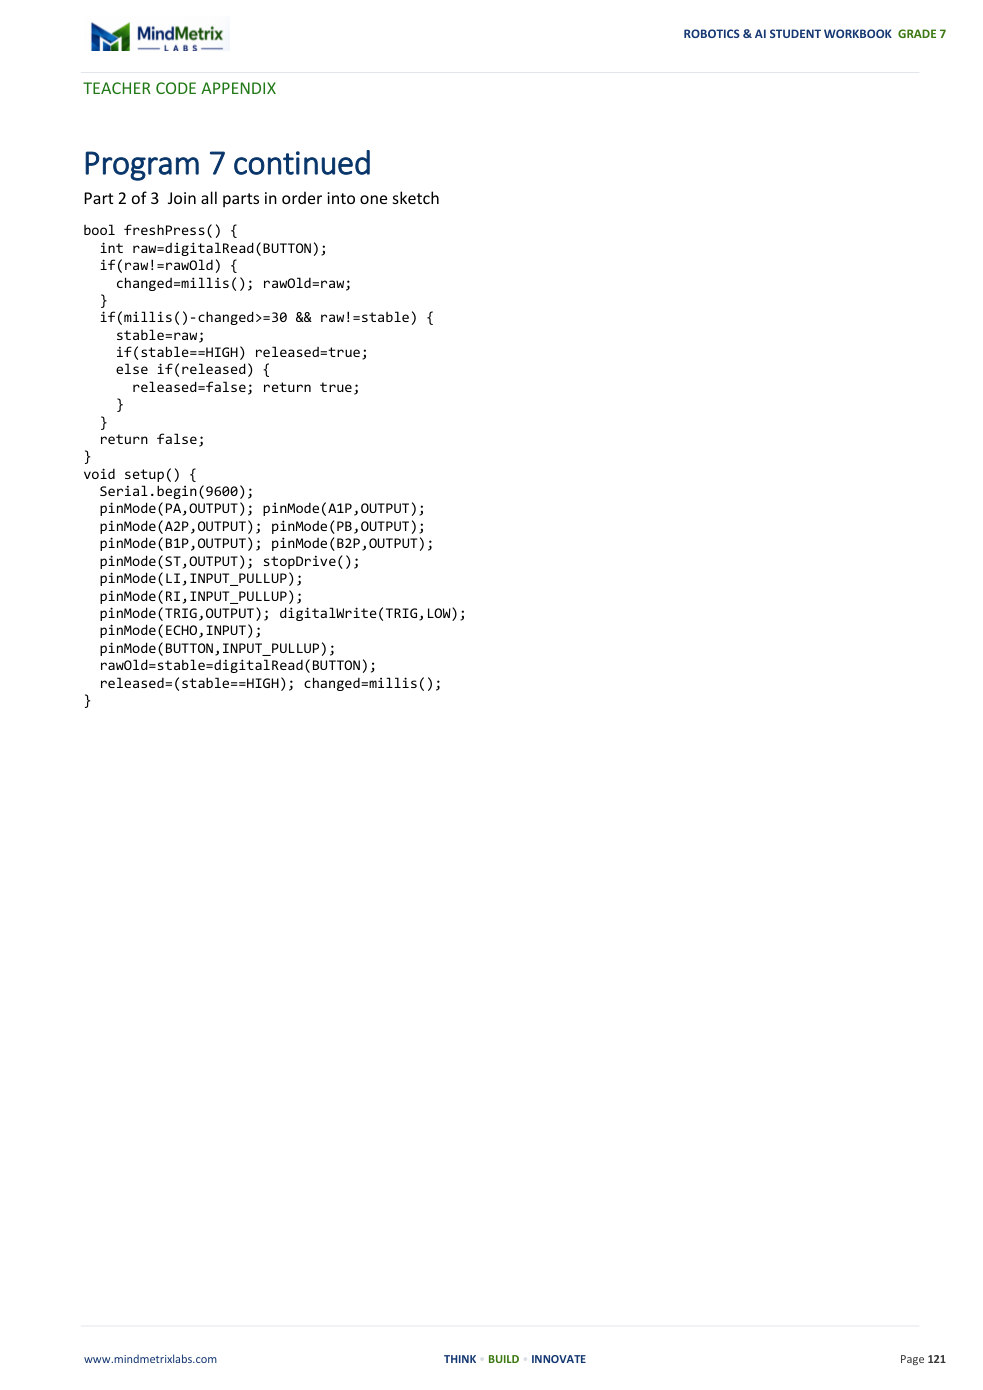 MindMetrix
LABS
ROBOTICS & AI STUDENT WORKBOOK GRADE 7
TEACHER CODE APPENDIX
Program 7 continued
Part 2 of 3 Join all parts in order into one sketch
bool freshPress() {
  int raw=digitalRead(BUTTON);
  if(raw!=rawOld) {
    changed=millis(); rawOld=raw;
  }
  if(millis()-changed>=30 && raw!=stable) {
    stable=raw;
    if(stable==HIGH) released=true;
    else if(released) {
      released=false; return true;
    }
  }
  return false;
}
void setup() {
  Serial.begin(9600);
  pinMode(PA,OUTPUT); pinMode(A1P,OUTPUT);
  pinMode(A2P,OUTPUT); pinMode(PB,OUTPUT);
  pinMode(B1P,OUTPUT); pinMode(B2P,OUTPUT);
  pinMode(ST,OUTPUT); stopDrive();
  pinMode(LI,INPUT_PULLUP);
  pinMode(RI,INPUT_PULLUP);
  pinMode(TRIG,OUTPUT); digitalWrite(TRIG,LOW);
  pinMode(ECHO,INPUT);
  pinMode(BUTTON,INPUT_PULLUP);
  rawOld=stable=digitalRead(BUTTON);
  released=(stable==HIGH); changed=millis();
}
www.mindmetrixlabs.com
THINK • BUILD • INNOVATE
Page 121